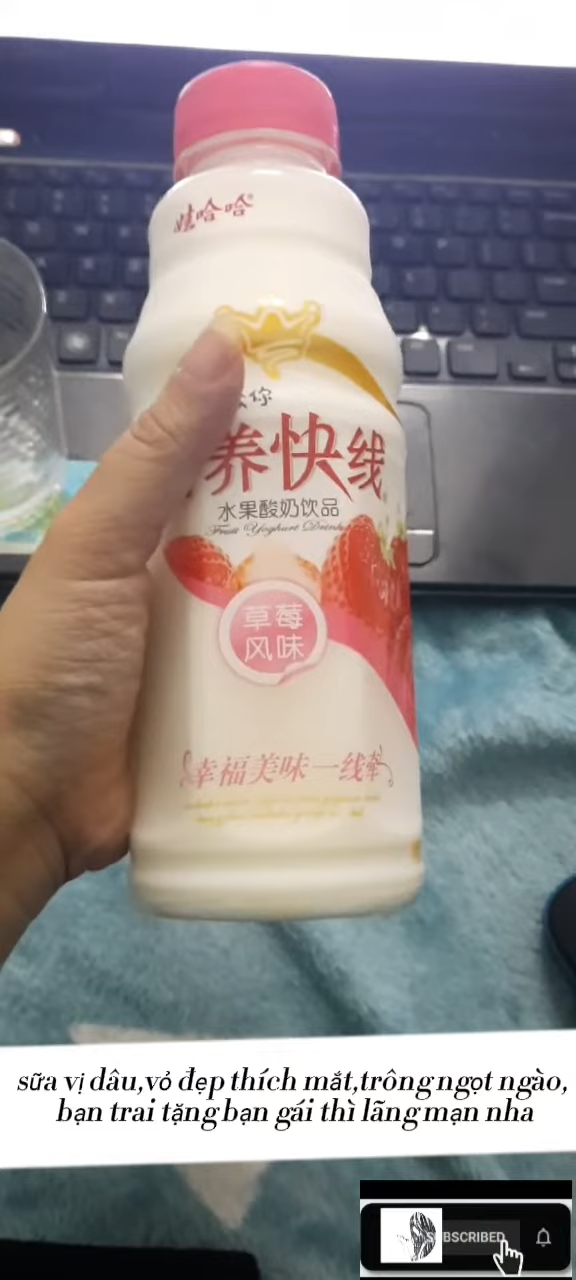 娃哈哈®
养快线
水果酸奶饮品
Fruit Yoghurt Drinks
草莓
风味
幸福美味一线牵
sữa vị dâu,vỏ đẹp thích mắt,trông ngọt ngào,
bạn trai tặng bạn gái thì lãng mạn nha
SUBSCRIBED